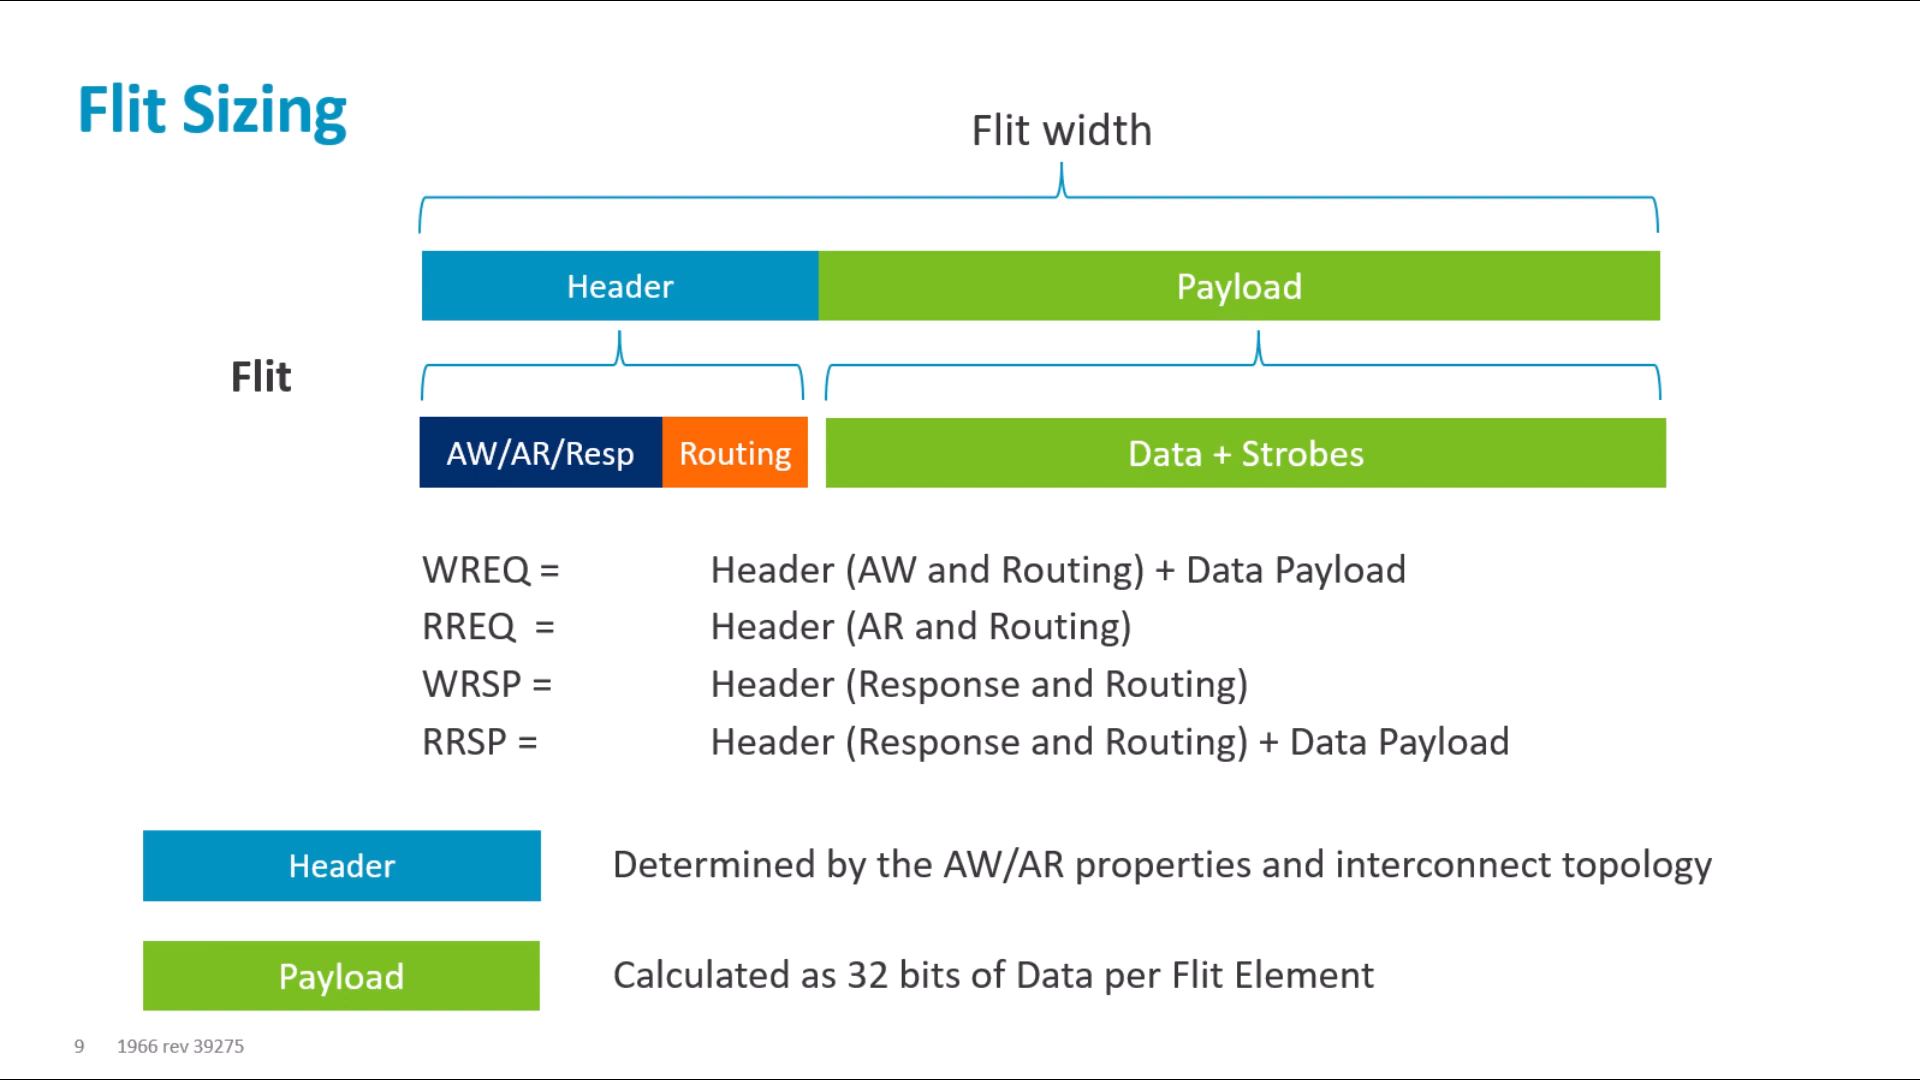 Flit Sizing
Flit width
Header Payload
Flit
AW/AR/Resp Routing Data + Strobes
WREQ = Header (AW and Routing) + Data Payload
RREQ = Header (AR and Routing)
WRSP = Header (Response and Routing)
RRSP = Header (Response and Routing) + Data Payload
Header Determined by the AW/AR properties and interconnect topology
Payload Calculated as 32 bits of Data per Flit Element
9 1966 rev 39275